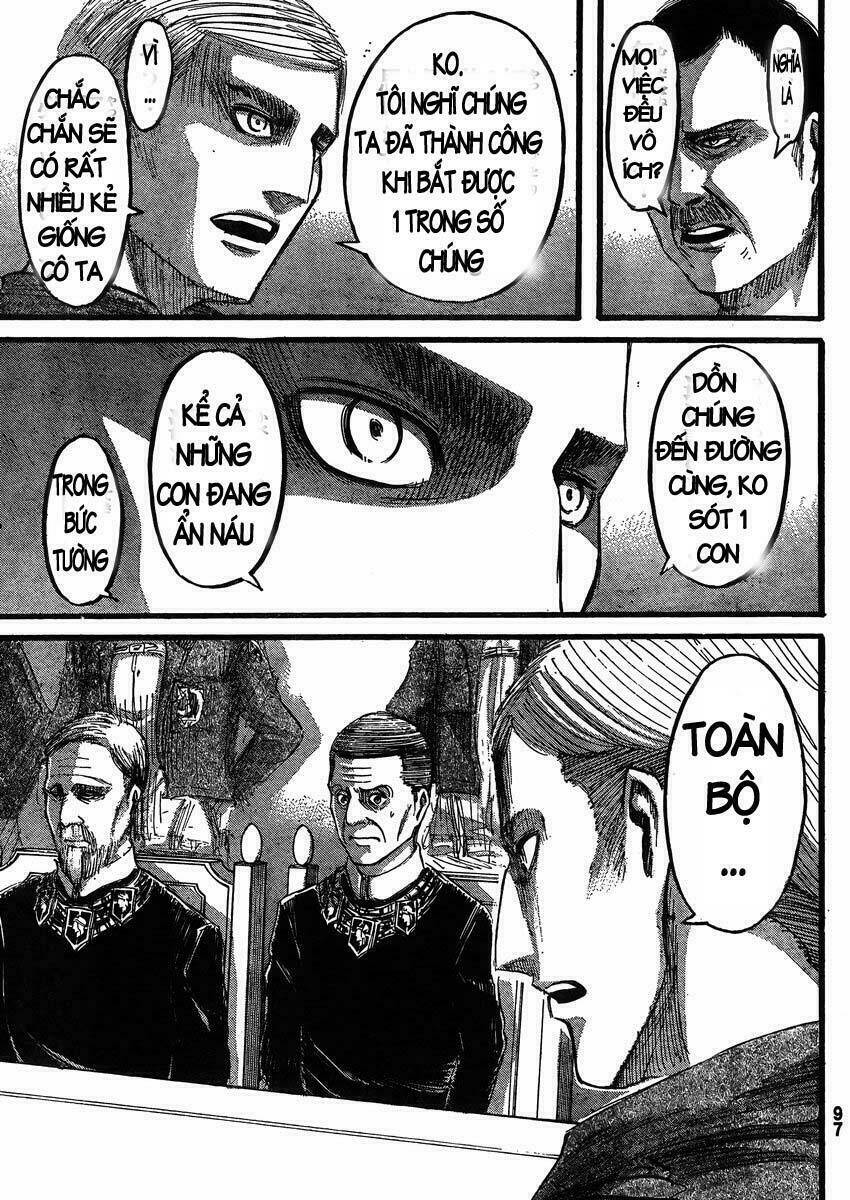 NGHĨA
LÀ
...
MỌI
VIỆC
ĐỀU
VÔ
ÍCH?
KO,
TÔI NGHĨ CHÚNG
TA ĐÃ THÀNH CÔNG
KHI BẮT ĐƯỢC
1 TRONG SỐ
CHÚNG
VÌ
...
CHẮC
CHẮN SẼ
CÓ RẤT
NHIỀU KẺ
GIỐNG
CÔ TA
DỒN
CHÚNG
ĐẾN ĐƯỜNG
CÙNG, KO
SÓT 1
CON
KỂ CẢ
NHỮNG
CON ĐANG
ẨN NÁU
TRONG
BỨC
TƯỜNG
TOÀN
BỘ
...
97